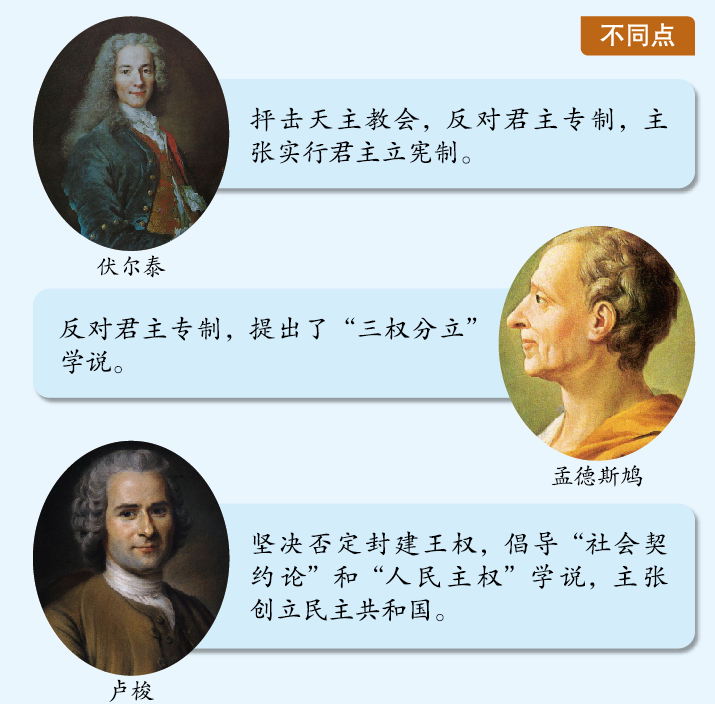 不同点
抨击天主教会，反对君主专制，主
张实行君主立宪制。
伏尔泰
反对君主专制，提出了“三权分立”
学说。
孟德斯鸠
坚决否定封建王权，倡导“社会契
约论”和“人民主权”学说，主张
创立民主共和国。
卢梭